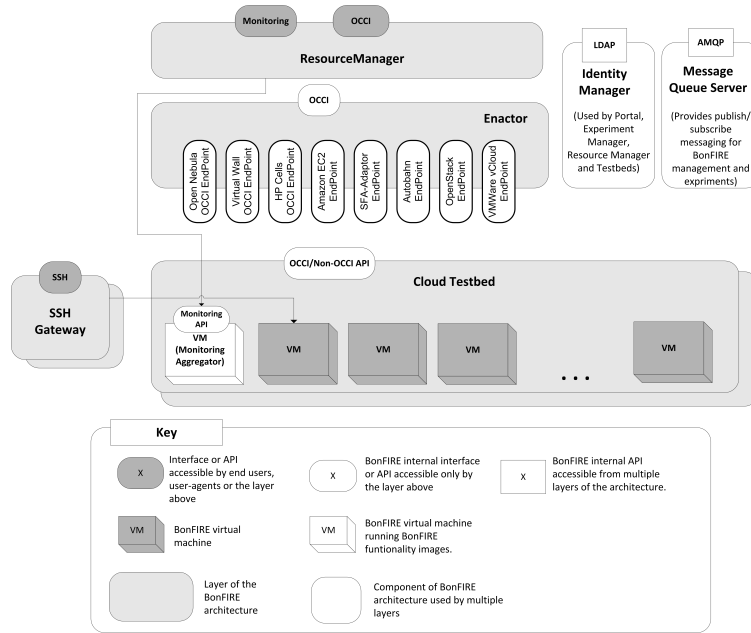 Monitoring
OCCI
ResourceManager
OCCI
Enactor
Open Nebula
OCCI EndPoint
Virtual Wall
OCCI EndPoint
HP Cells
OCCI EndPoint
Amazon EC2
EndPoint
SFA-Adaptor
EndPoint
Autobahn
EndPoint
OpenStack
EndPoint
VMWare vCloud
EndPoint
LDAP
Identity
Manager
(Used by Portal,
Experiment
Manager,
Resource Manager
and Testbeds)
AMQP
Message
Queue Server
(Provides publish/
subscribe
messaging for
BonFIRE
management and
expriments)
OCCI/Non-OCCI API
Cloud Testbed
SSH
SSH
Gateway
Monitoring
API
VM
(Monitoring
Aggregator)
VM
VM
VM
. . .
VM
Key
X
Interface or API
accessible by end users,
user-agents or the layer
above
X
BonFIRE internal interface
or API accessible only by
the layer above
X
BonFIRE internal API
accessible from multiple
layers of the architecture.
VM
BonFIRE virtual
machine
VM
BonFIRE virtual machine
running BonFIRE
funtionality images.
Layer of the
BonFIRE
architecture
Component of BonFIRE
architecture used by multiple
layers